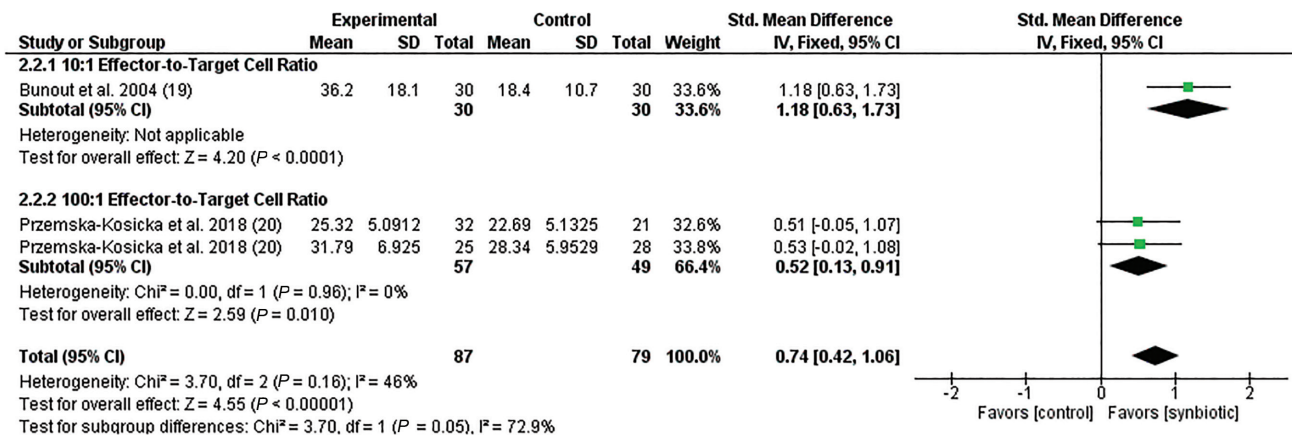 Experimental Control Std. Mean Difference Std. Mean Difference
Study or Subgroup Mean SD Total Mean SD Total Weight IV, Fixed, 95% CI IV, Fixed, 95% CI
2.2.1 10:1 Effector-to-Target Cell Ratio
Bunout et al. 2004 (19) 36.2 18.1 30 18.4 10.7 30 33.6% 1.18 [0.63, 1.73]
Subtotal (95% CI) 30 30 33.6% 1.18 [0.63, 1.73]
Heterogeneity: Not applicable
Test for overall effect: Z = 4.20 (P < 0.0001)
2.2.2 100:1 Effector-to-Target Cell Ratio
Przemska-Kosicka et al. 2018 (20) 25.32 5.0912 32 22.69 5.1325 21 32.6% 0.51 [-0.05, 1.07]
Przemska-Kosicka et al. 2018 (20) 31.79 6.925 25 28.34 5.9529 28 33.8% 0.53 [-0.02, 1.08]
Subtotal (95% CI) 57 49 66.4% 0.52 [0.13, 0.91]
Heterogeneity: Chi² = 0.00, df = 1 (P = 0.96); I² = 0%
Test for overall effect: Z = 2.59 (P = 0.010)
Total (95% CI) 87 79 100.0% 0.74 [0.42, 1.06]
Heterogeneity: Chi² = 3.70, df = 2 (P = 0.16); I² = 46%
Test for overall effect: Z = 4.55 (P < 0.00001)
Test for subgroup differences: Chi² = 3.70, df = 1 (P = 0.05), I² = 72.9%
-2 -1 0 1 2
Favors [control] Favors [synbiotic]